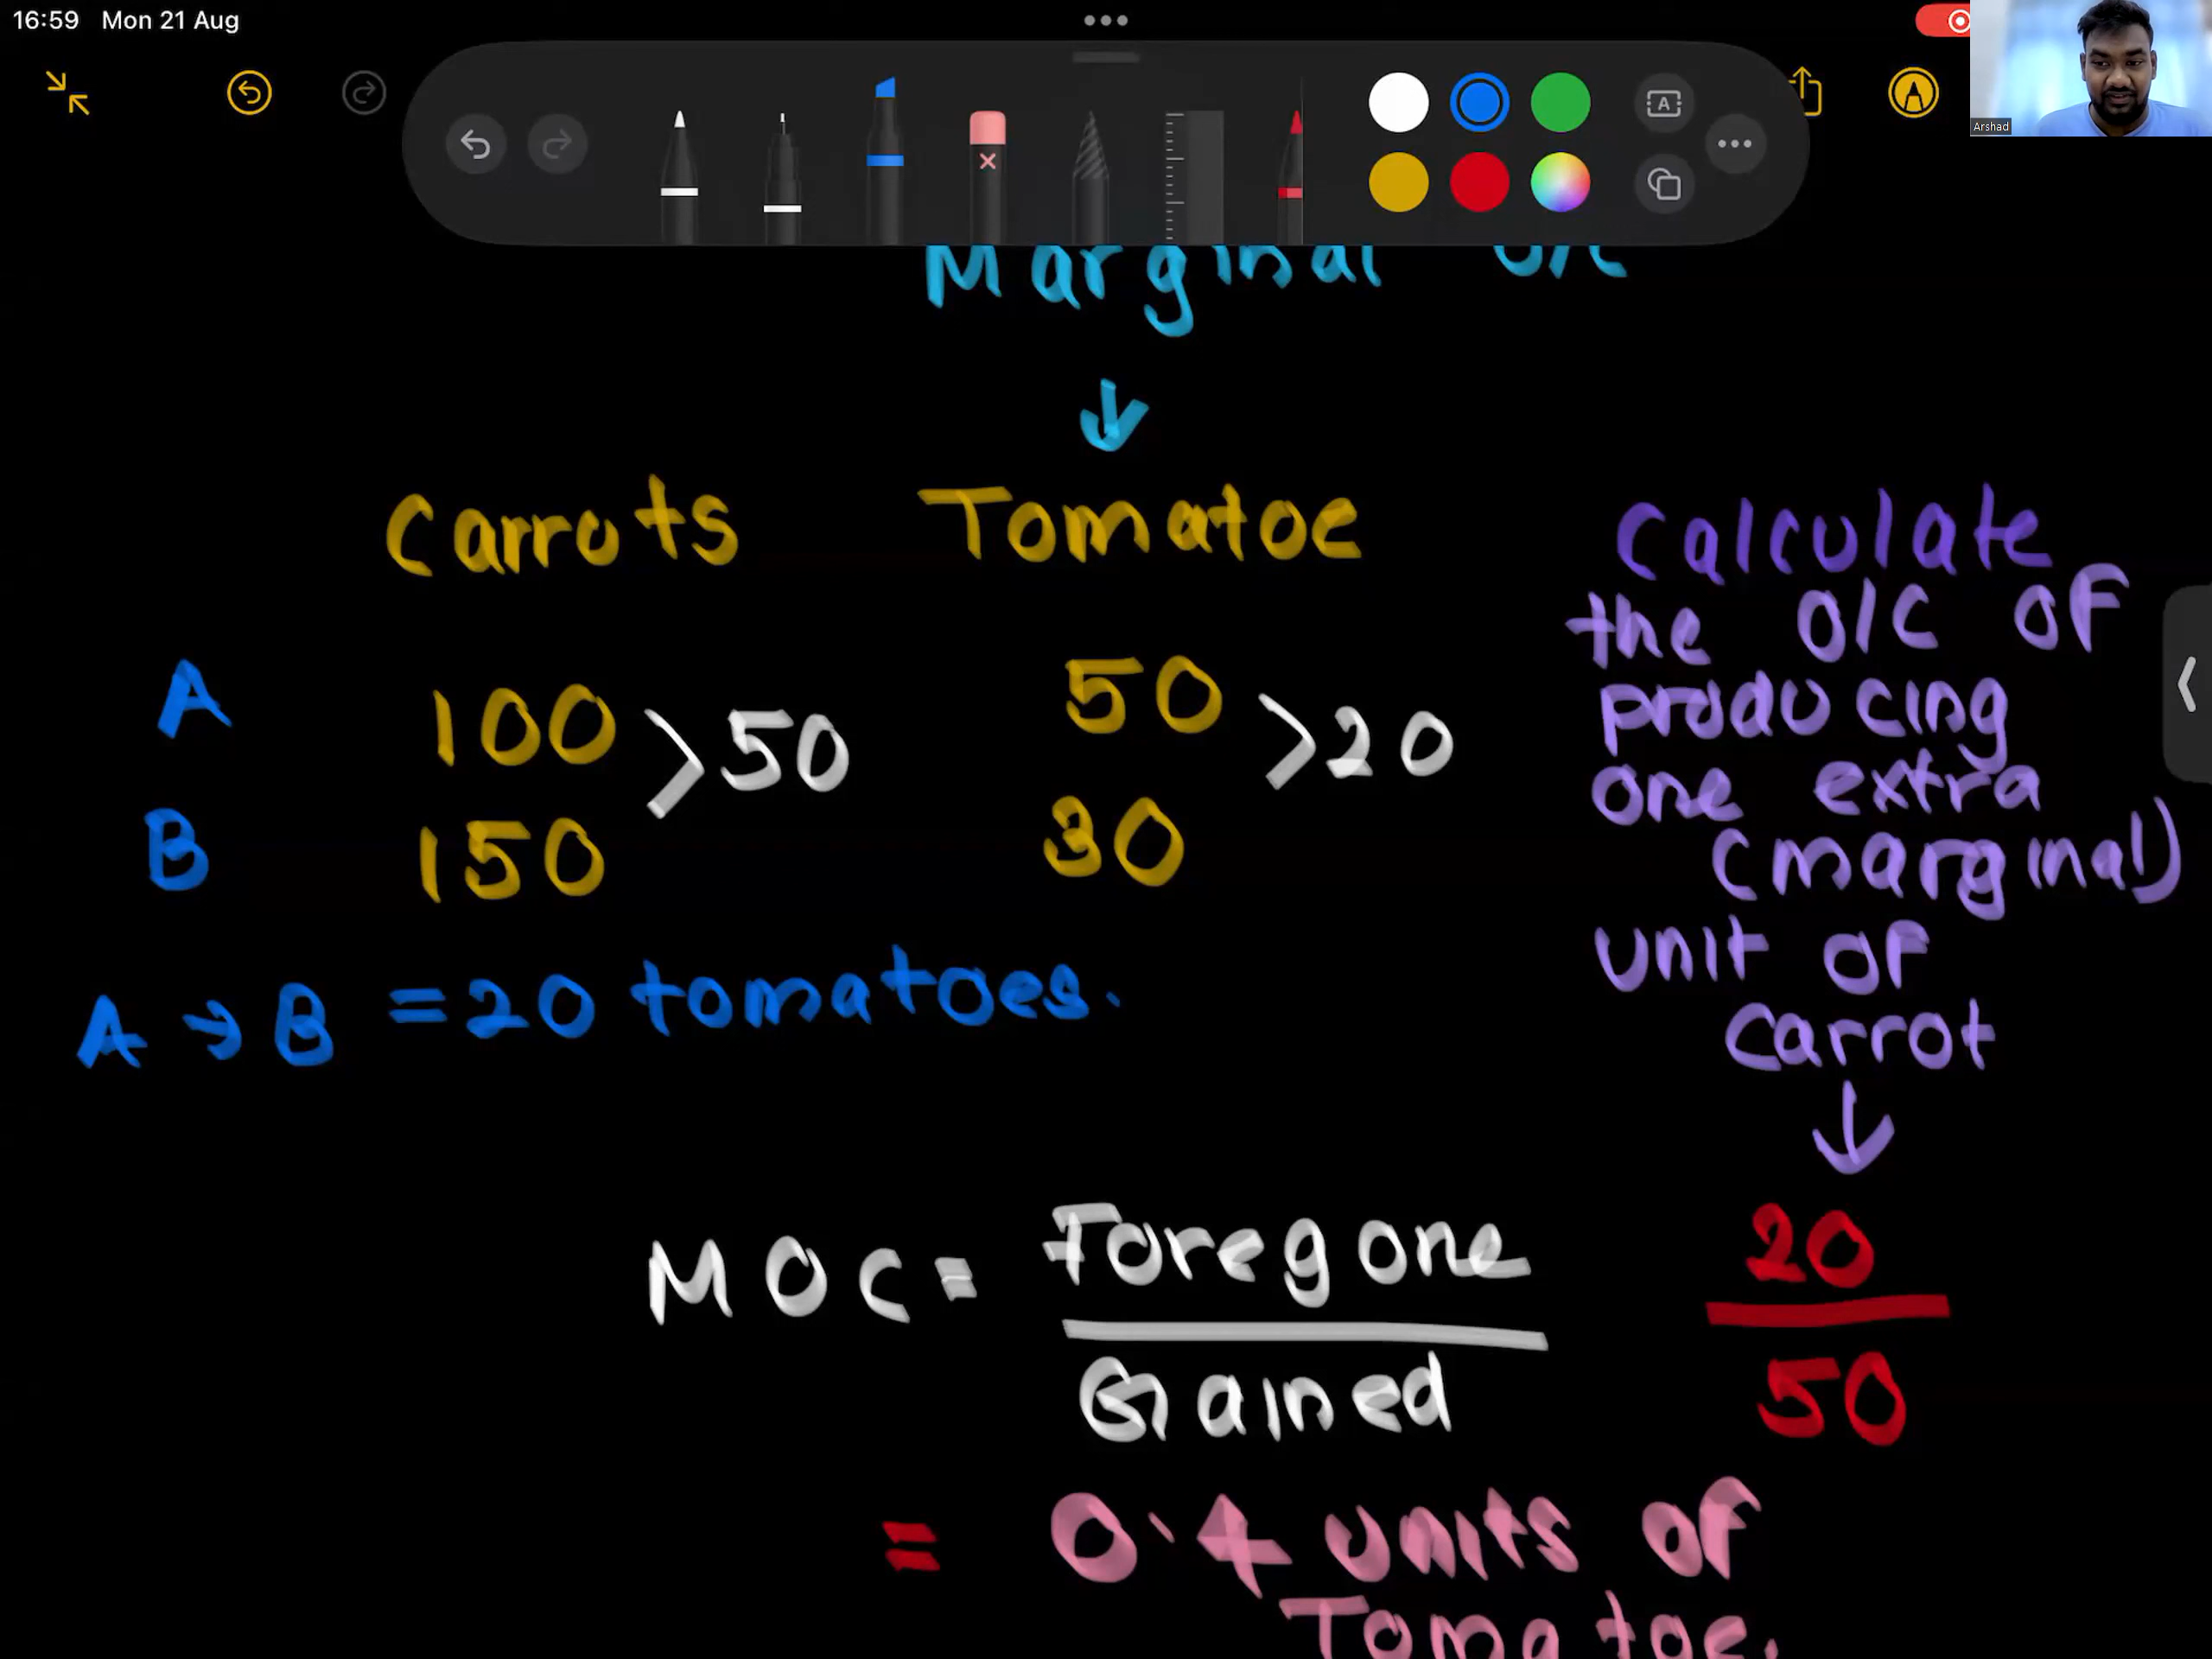 16:59 Mon 21 Aug
Arshad
A
Marginal O/C
↓
Carrots Tomatoe
A 100 >50 50 >20
B 150 30
A → B = 20 tomatoes.
Calculate
the O/C of
producing
one extra
(marginal)
unit of
Carrot
↓
MOC = Foregone
Gained
20
50
= 0.4 units of
Tomatoe.